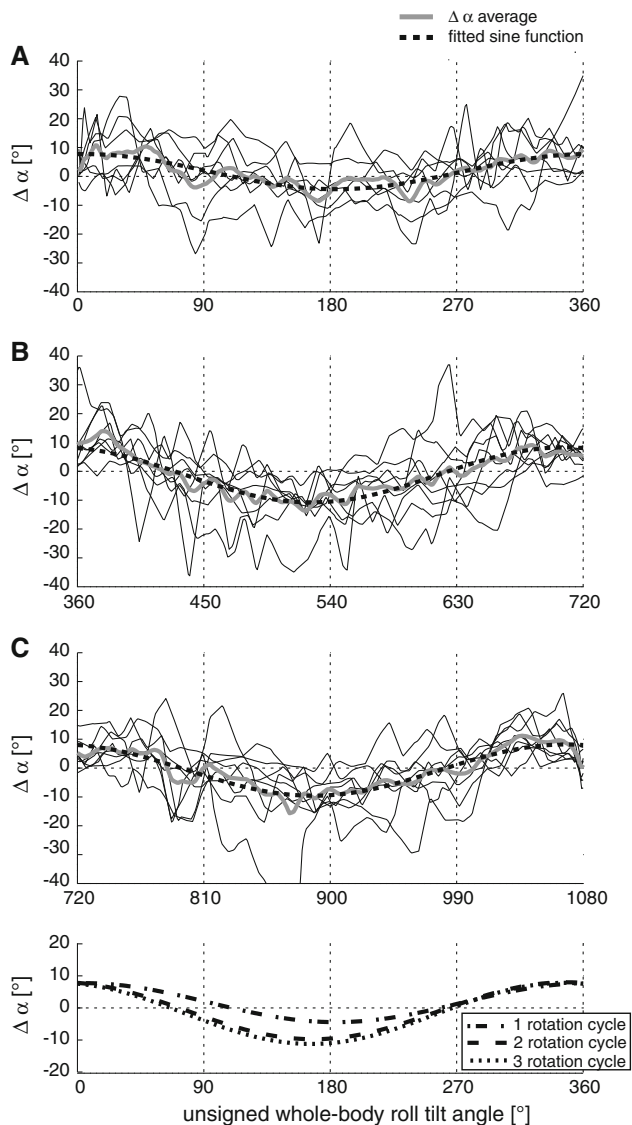 Δ α average
fitted sine function
A
40
30
20
10
0
-10
-20
-30
-40
Δ α [°]
0 90 180 270 360
B
40
30
20
10
0
-10
-20
-30
-40
Δ α [°]
360 450 540 630 720
C
40
30
20
10
0
-10
-20
-30
-40
Δ α [°]
720 810 900 990 1080
20
10
0
-10
-20
Δ α [°]
1 rotation cycle
2 rotation cycle
3 rotation cycle
0 90 180 270 360
unsigned whole-body roll tilt angle [°]